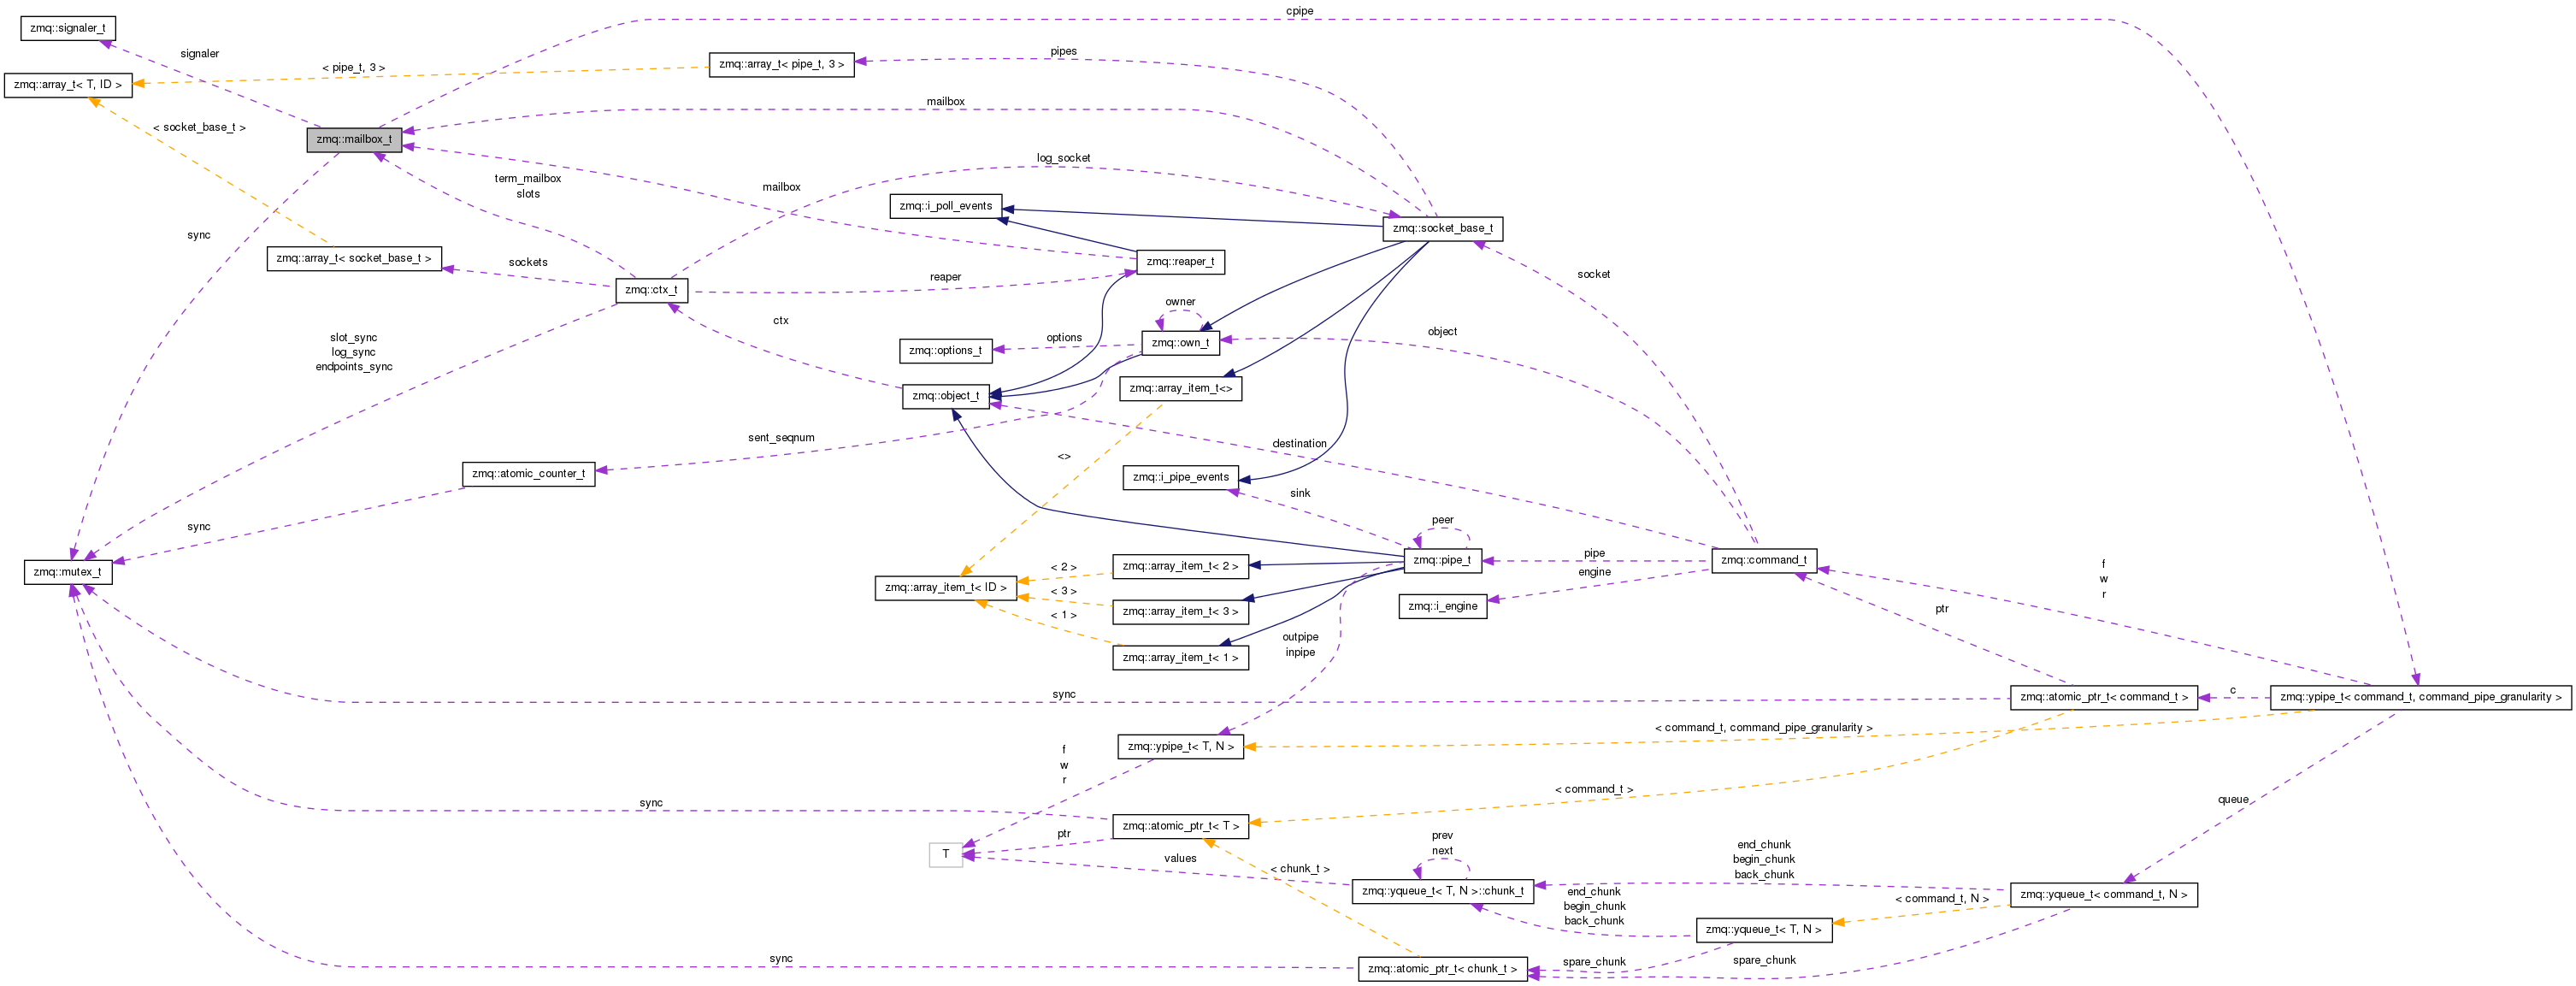 cpipe
zmq::signaler_t
signaler
pipes
zmq::array_t< pipe_t, 3 >
< pipe_t, 3 >
zmq::array_t< T, ID >
mailbox
< socket_base_t >
zmq::mailbox_t
log_socket
term_mailbox
slots
mailbox
zmq::i_poll_events
zmq::socket_base_t
sync
zmq::array_t< socket_base_t >
sockets
zmq::reaper_t
socket
reaper
zmq::ctx_t
owner
ctx
object
slot_sync
log_sync
endpoints_sync
options
zmq::options_t
zmq::own_t
zmq::array_item_t<>
zmq::object_t
sent_seqnum
destination
<>
zmq::atomic_counter_t
zmq::i_pipe_events
sink
sync
peer
zmq::mutex_t
zmq::pipe_t
pipe
engine
zmq::command_t
f
w
r
< 2 >
zmq::array_item_t< 2 >
zmq::array_item_t< ID >
< 3 >
zmq::array_item_t< 3 >
zmq::i_engine
ptr
< 1 >
zmq::array_item_t< 1 >
outpipe
inpipe
sync
zmq::atomic_ptr_t< command_t >
c
zmq::ypipe_t< command_t, command_pipe_granularity >
< command_t, command_pipe_granularity >
zmq::ypipe_t< T, N >
f
w
r
< command_t >
queue
sync
zmq::atomic_ptr_t< T >
ptr
T
values
prev
next
end_chunk
begin_chunk
back_chunk
< chunk_t >
zmq::yqueue_t< T, N >::chunk_t
end_chunk
begin_chunk
back_chunk
< command_t, N >
zmq::yqueue_t< command_t, N >
zmq::yqueue_t< T, N >
sync
zmq::atomic_ptr_t< chunk_t >
spare_chunk
spare_chunk